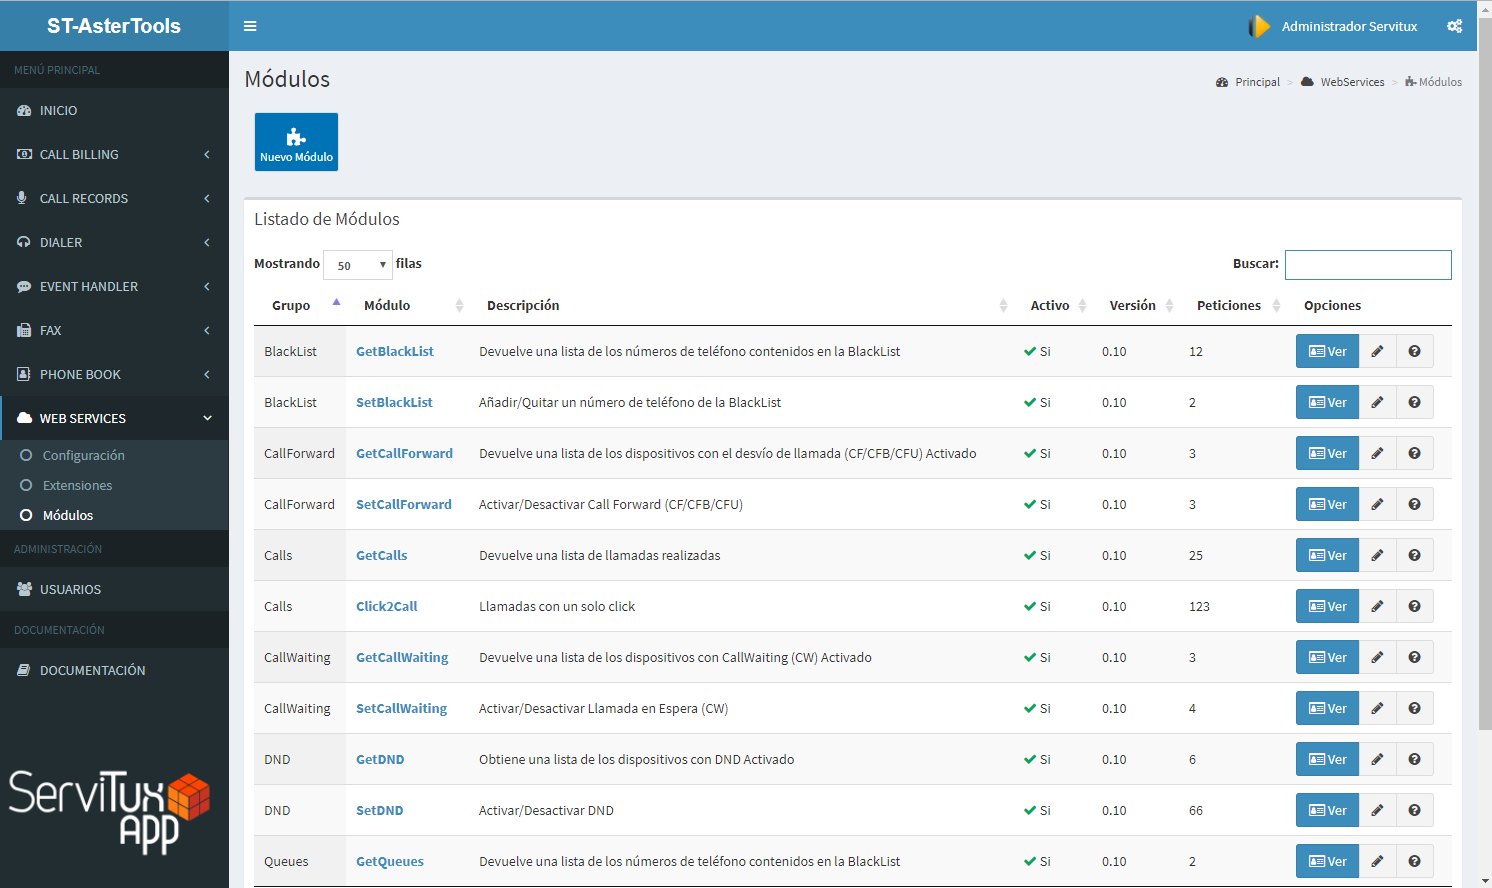 ST-AsterTools
Administrador Servitux
MENÚ PRINCIPAL
INICIO
CALL BILLING
CALL RECORDS
DIALER
EVENT HANDLER
FAX
PHONE BOOK
WEB SERVICES
Configuración
Extensiones
Módulos
ADMINISTRACIÓN
USUARIOS
DOCUMENTACIÓN
DOCUMENTACIÓN
ServiTux
App
Módulos
Principal > WebServices > Módulos
Nuevo Módulo
Listado de Módulos
Mostrando 50 filas
Buscar:
Grupo Módulo Descripción Activo Versión Peticiones Opciones
BlackList GetBlackList Devuelve una lista de los números de teléfono contenidos en la BlackList Si 0.10 12 Ver
BlackList SetBlackList Añadir/Quitar un número de teléfono de la BlackList Si 0.10 2 Ver
CallForward GetCallForward Devuelve una lista de los dispositivos con el desvío de llamada (CF/CFB/CFU) Activado Si 0.10 3 Ver
CallForward SetCallForward Activar/Desactivar Call Forward (CF/CFB/CFU) Si 0.10 3 Ver
Calls GetCalls Devuelve una lista de llamadas realizadas Si 0.10 25 Ver
Calls Click2Call Llamadas con un solo click Si 0.10 123 Ver
CallWaiting GetCallWaiting Devuelve una lista de los dispositivos con CallWaiting (CW) Activado Si 0.10 3 Ver
CallWaiting SetCallWaiting Activar/Desactivar Llamada en Espera (CW) Si 0.10 4 Ver
DND GetDND Obtiene una lista de los dispositivos con DND Activado Si 0.10 6 Ver
DND SetDND Activar/Desactivar DND Si 0.10 66 Ver
Queues GetQueues Devuelve una lista de los números de teléfono contenidos en la BlackList Si 0.10 2 Ver